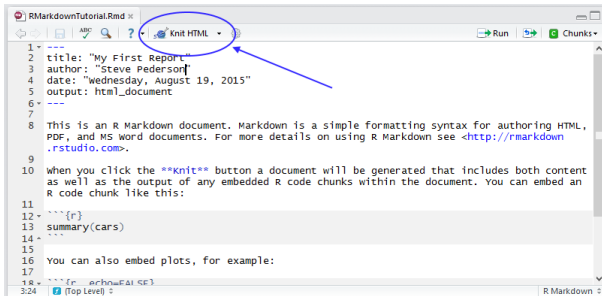 RMarkdownTutorial.Rmd
ABC ? Knit HTML Run Chunks
1 ---
2 title: "My First Report"
3 author: "Steve Pederson"
4 date: "Wednesday, August 19, 2015"
5 output: html_document
6 ---
7
8 This is an R Markdown document. Markdown is a simple formatting syntax for authoring HTML,
PDF, and MS Word documents. For more details on using R Markdown see <http://rmarkdown
.rstudio.com>.
9
10 When you click the **Knit** button a document will be generated that includes both content
as well as the output of any embedded R code chunks within the document. You can embed an
R code chunk like this:
11
12 ```{r}
13 summary(cars)
14 ```
15
16 You can also embed plots, for example:
17
18 ```{r, echo=FALSE}
3:24 (Top Level) R Markdown